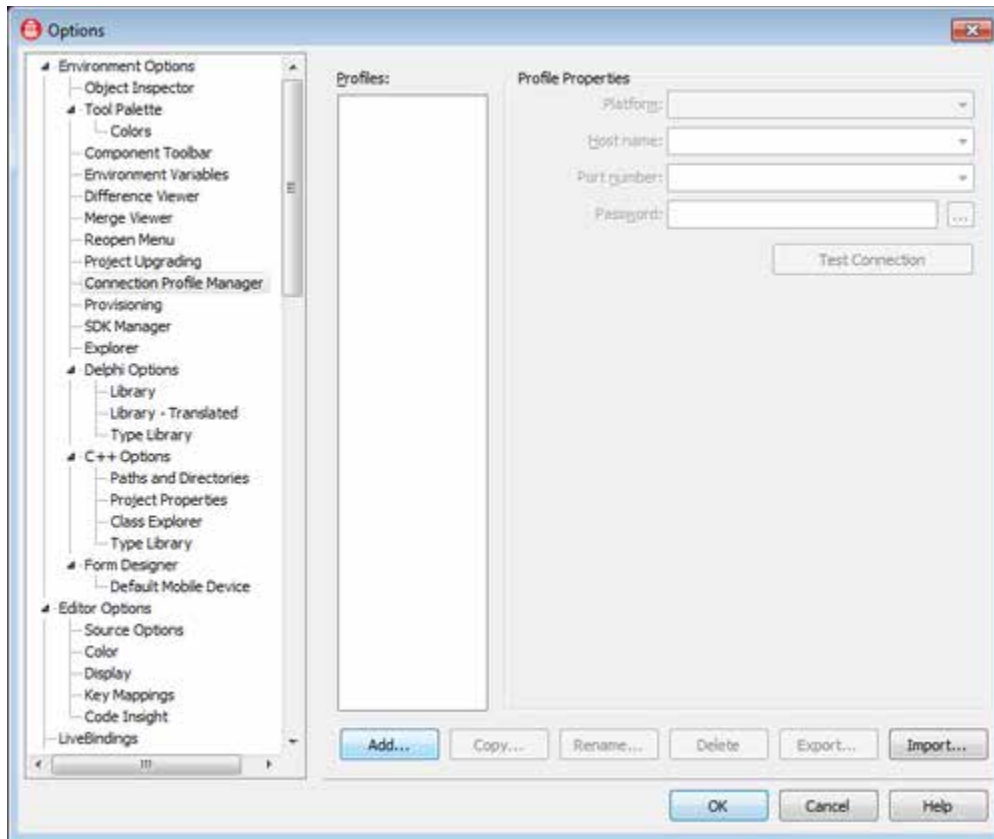 Options
Environment Options
Object Inspector
Tool Palette
Colors
Component Toolbar
Environment Variables
Difference Viewer
Merge Viewer
Reopen Menu
Project Upgrading
Connection Profile Manager
Provisioning
SDK Manager
Explorer
Delphi Options
Library
Library - Translated
Type Library
C++ Options
Paths and Directories
Project Properties
Class Explorer
Type Library
Form Designer
Default Mobile Device
Editor Options
Source Options
Color
Display
Key Mappings
Code Insight
LiveBindings
Profiles:
Profile Properties
Platform:
Host name:
Port number:
Password:
...
Test Connection
Add...
Copy...
Rename...
Delete
Export...
Import...
OK
Cancel
Help